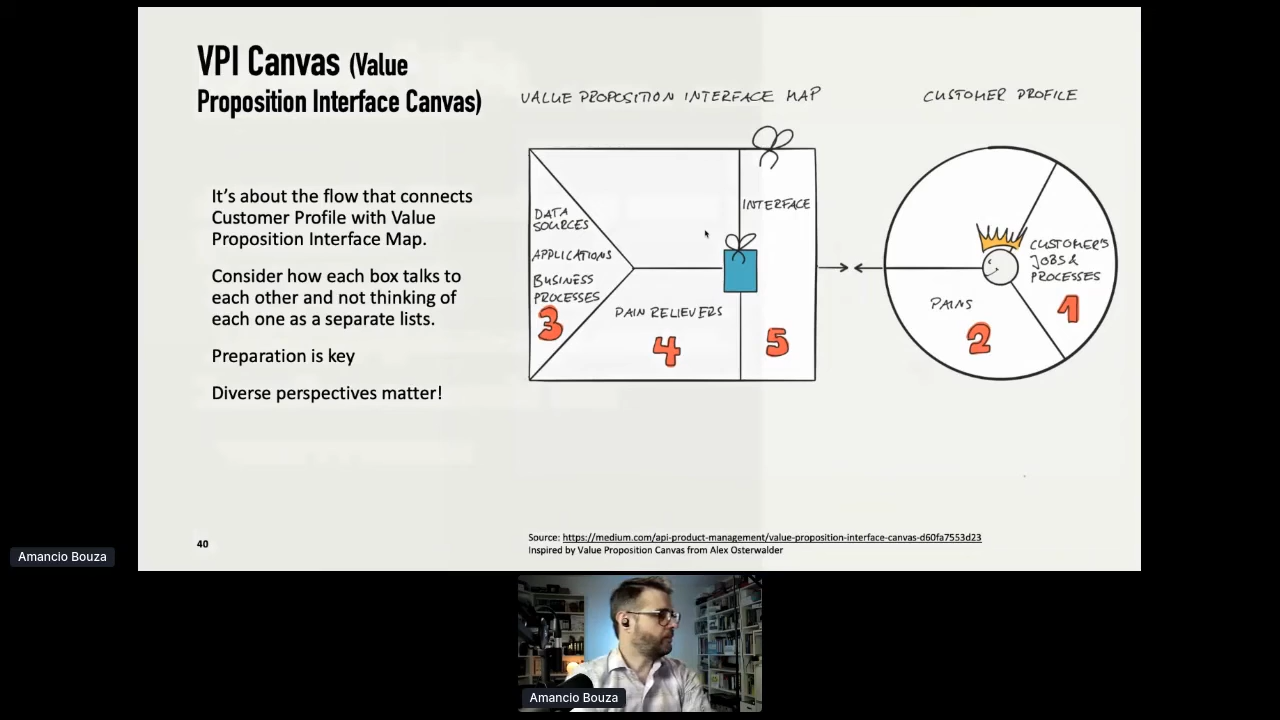 VPI Canvas (Value
Proposition Interface Canvas)
It's about the flow that connects
Customer Profile with Value
Proposition Interface Map.
Consider how each box talks to
each other and not thinking of
each one as a separate lists.
Preparation is key
Diverse perspectives matter!
VALUE PROPOSITION INTERFACE MAP
CUSTOMER PROFILE
DATA
SOURCES
APPLICATIONS
BUSINESS
PROCESSES
3
PAIN RELIEVERS
4
INTERFACE
5
CUSTOMER'S
JOBS &
PROCESSES
1
PAINS
2
40
Source: https://medium.com/api-product-management/value-proposition-interface-canvas-d60fa7553d23
Inspired by Value Proposition Canvas from Alex Osterwalder
Amancio Bouza
Amancio Bouza